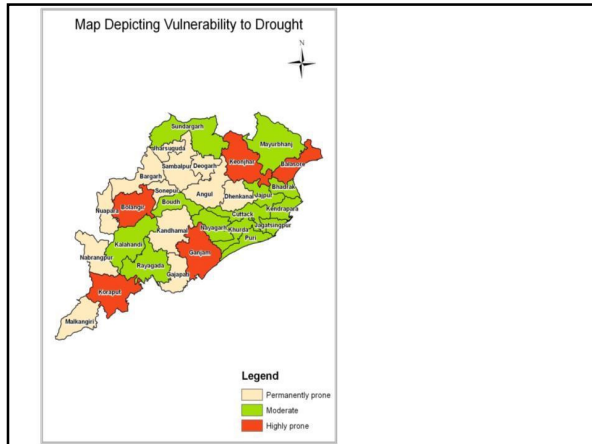 Map Depicting Vulnerability to Drought
N
Sundargarh
Mayurbhanj
Jharsuguda
Keonjhar
Balasore
Sambalpur
Deogarh
Bargarh
Bhadrak
Sonepur
Angul
Dhenkanal
Jajpur
Nuapara
Bolangir
Boudh
Kendrapara
Cuttack
Jagatsingpur
Nayagarh
Khurda
Kandhamal
Puri
Kalahandi
Ganjam
Nabrangpur
Rayagada
Gajapati
Koraput
Malkangiri
Legend
Permanently prone
Moderate
Highly prone